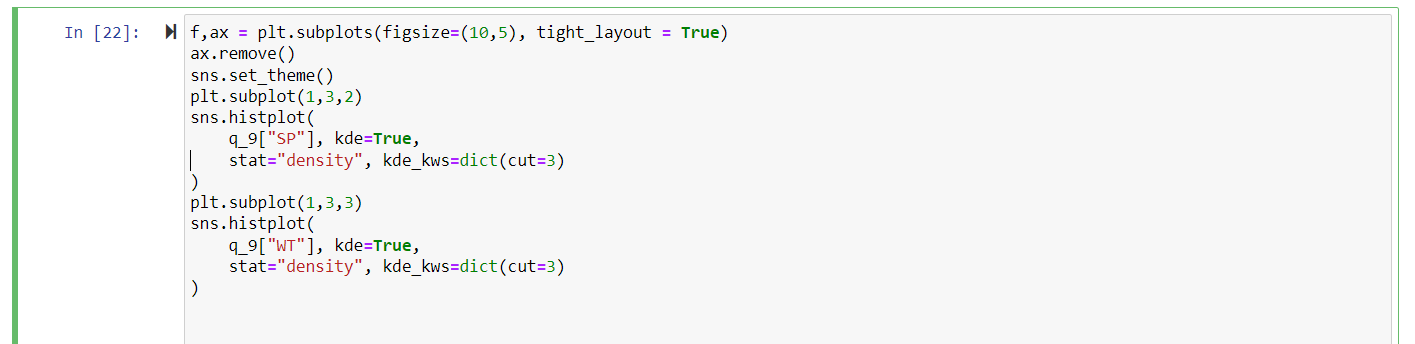 In [22]:
f,ax = plt.subplots(figsize=(10,5), tight_layout = True)
ax.remove()
sns.set_theme()
plt.subplot(1,3,2)
sns.histplot(
    q_9["SP"], kde=True,
    stat="density", kde_kws=dict(cut=3)
)
plt.subplot(1,3,3)
sns.histplot(
    q_9["WT"], kde=True,
    stat="density", kde_kws=dict(cut=3)
)